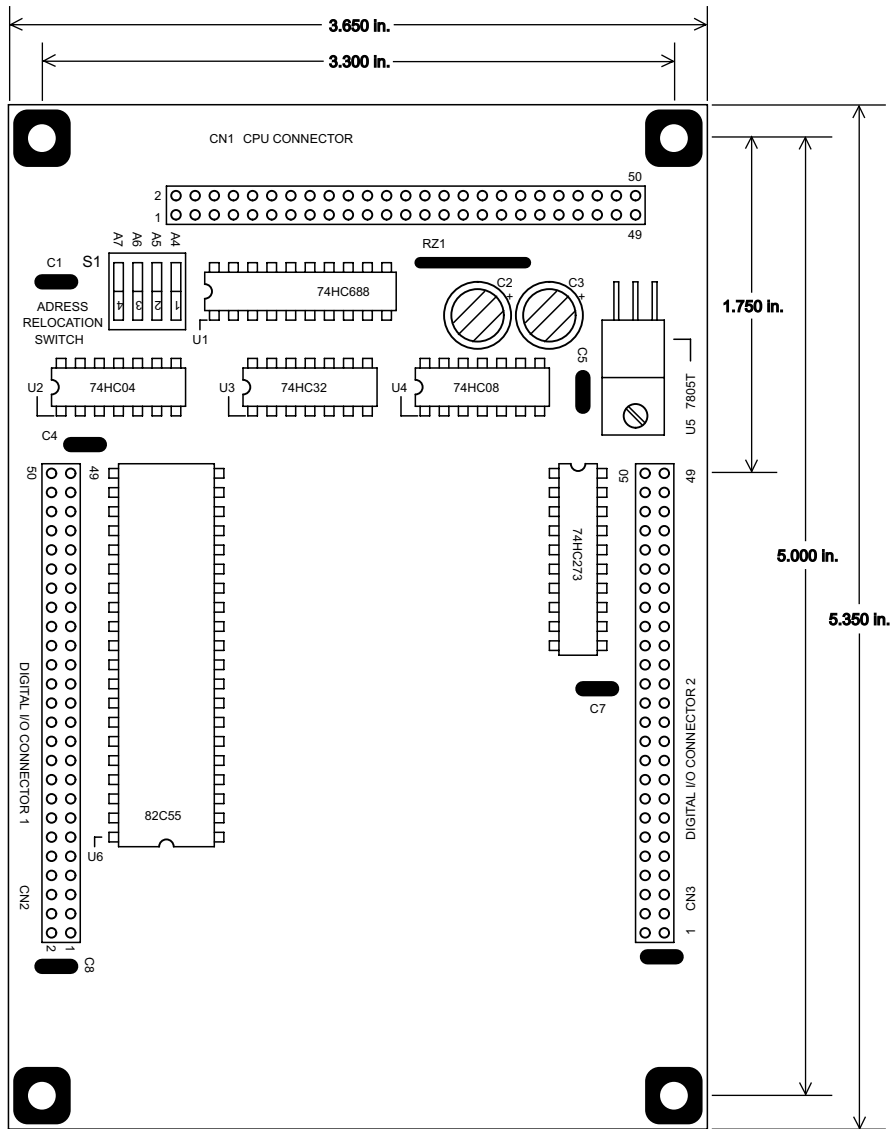 3.650 in.
3.300 in.
CN1 CPU CONNECTOR
50
2
1
49
A7
A6
A5
A4
RZ1
C1
S1
C2
+
C3
+
74HC688
4
3
2
1
ADRESS
RELOCATION
SWITCH
1.750 in.
U1
C5
U5 7805T
U2
74HC04
U3
74HC32
U4
74HC08
C4
50
49
50
49
74HC273
5.000 in.
5.350 in.
DIGITAL I/O CONNECTOR 1
DIGITAL I/O CONNECTOR 2
C7
82C55
U6
CN2
CN3
1
2
1
C8